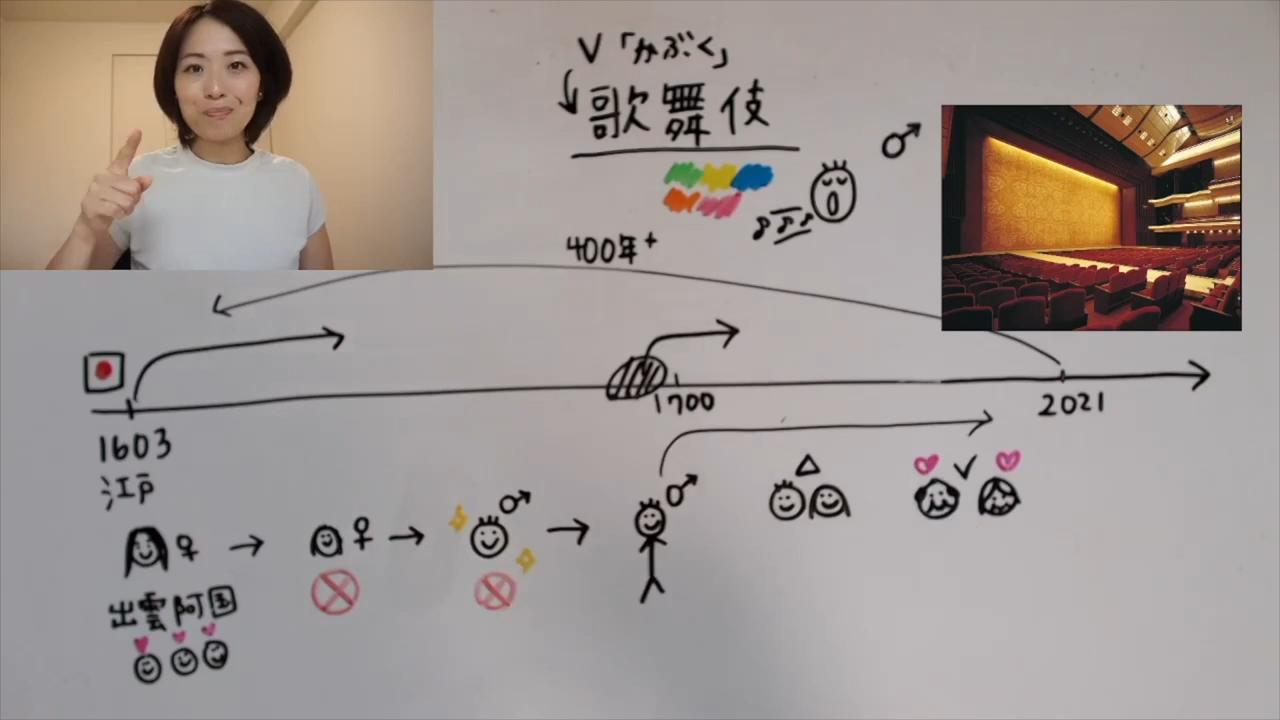 V「かぶく」
歌舞伎
♂
400年+
1700
2021
1603
江戸
♀
♀
♂
♂
出雲阿国